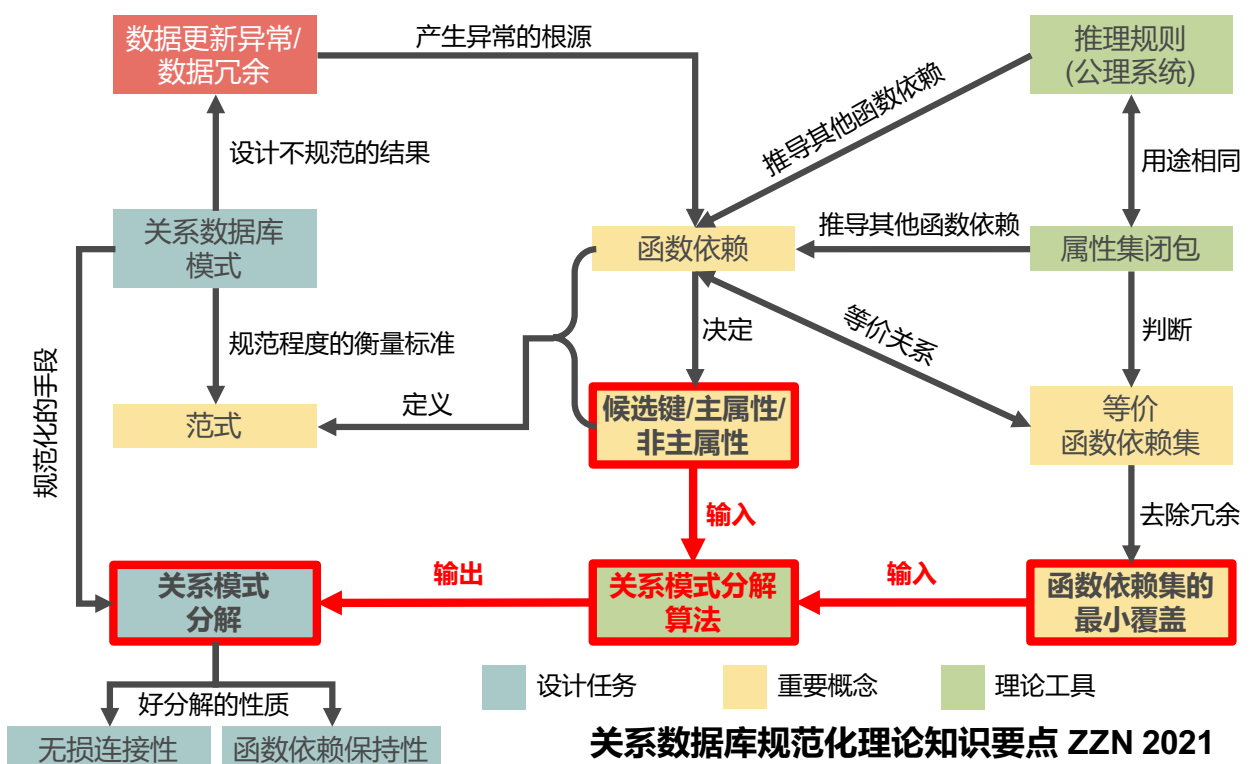 数据更新异常/
数据冗余
产生异常的根源
推理规则
(公理系统)
推导其他函数依赖
设计不规范的结果
用途相同
关系数据库
模式
函数依赖
推导其他函数依赖
属性集闭包
规范程度的衡量标准
决定
等价关系
判断
规范化的手段
范式
定义
候选键/主属性/
非主属性
等价
函数依赖集
输入
去除冗余
关系模式
分解
输出
关系模式分解
算法
输入
函数依赖集的
最小覆盖
好分解的性质
设计任务
重要概念
理论工具
无损连接性
函数依赖保持性
关系数据库规范化理论知识要点 ZZN 2021